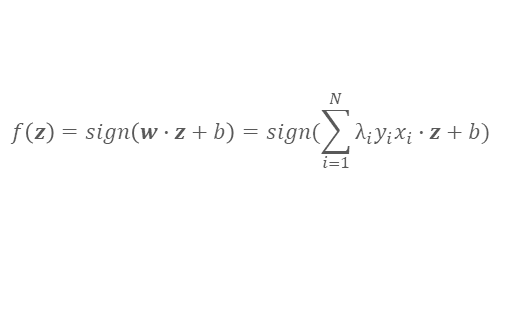 f(z) = sign(w · z + b) = sign(∑_{i=1}^{N} λ_i y_i x_i · z + b)